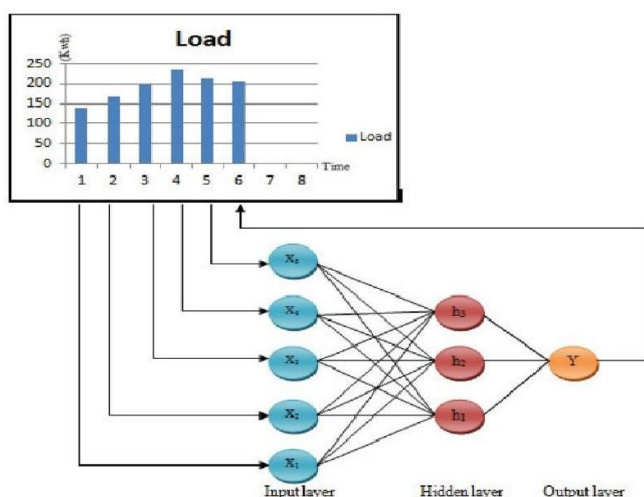 Load
(Kwh)
250
200
150
100
50
0
Load
Time
1 2 3 4 5 6 7 8
X₅
X₄
X₃
X₂
X₁
h₃
h₂
h₁
Y
Input layer Hidden layer Output layer